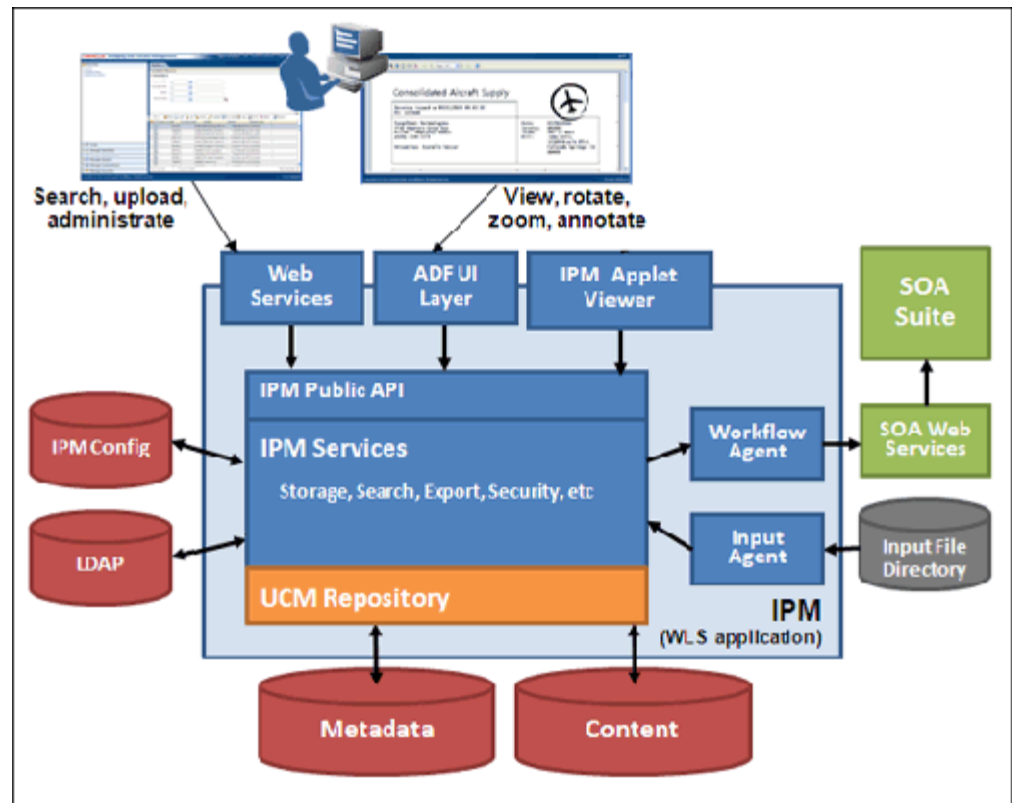 Consolidated Aircraft Supply
Search, upload,
administrate
View, rotate,
zoom, annotate
Web
Services
ADF UI
Layer
IPM Applet
Viewer
SOA
Suite
IPM Public API
IPM Config
IPM Services
Storage, Search, Export, Security, etc
Workflow
Agent
SOA Web
Services
LDAP
Input
Agent
Input File
Directory
UCM Repository
IPM
(WLS application)
Metadata
Content